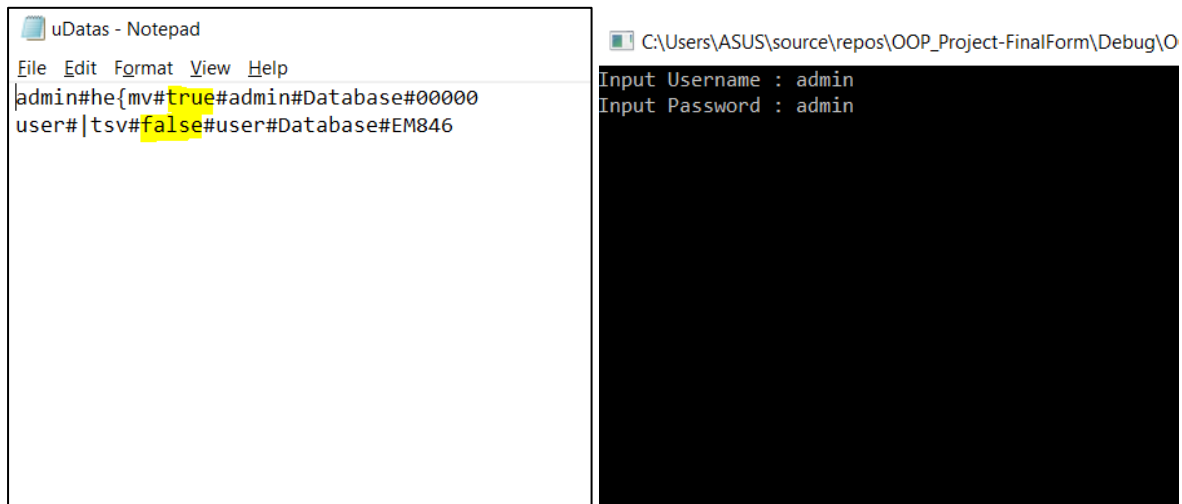 uDatas - Notepad
File Edit Format View Help
admin#he{mv#true#admin#Database#00000
user#|tsv#false#user#Database#EM846
C:\Users\ASUS\source\repos\OOP_Project-FinalForm\Debug\O
Input Username : admin
Input Password : admin